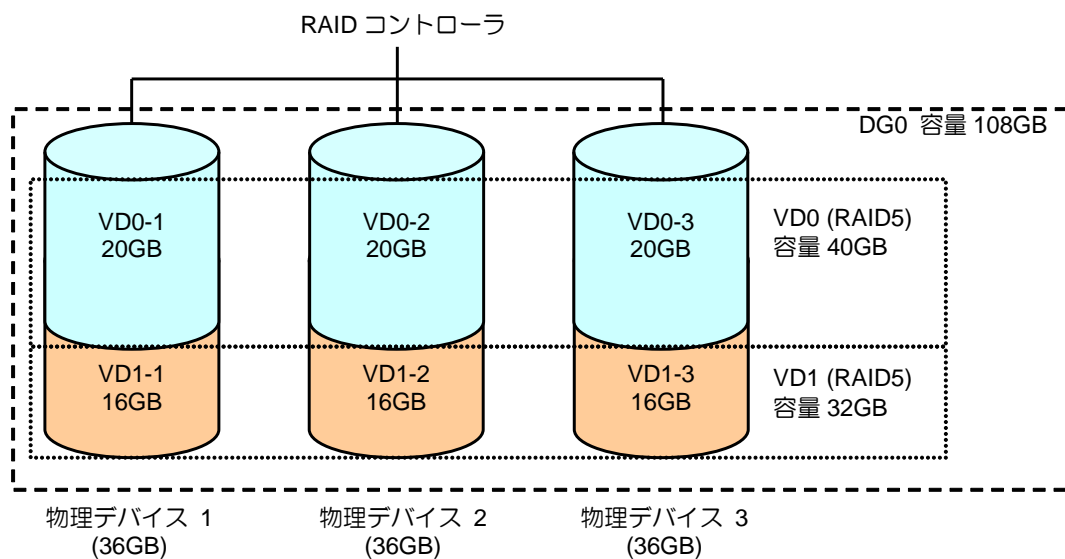 RAID コントローラ
DG0 容量 108GB
VD0-1
20GB
VD0-2
20GB
VD0-3
20GB
VD0 (RAID5)
容量 40GB
VD1-1
16GB
VD1-2
16GB
VD1-3
16GB
VD1 (RAID5)
容量 32GB
物理デバイス 1
(36GB)
物理デバイス 2
(36GB)
物理デバイス 3
(36GB)